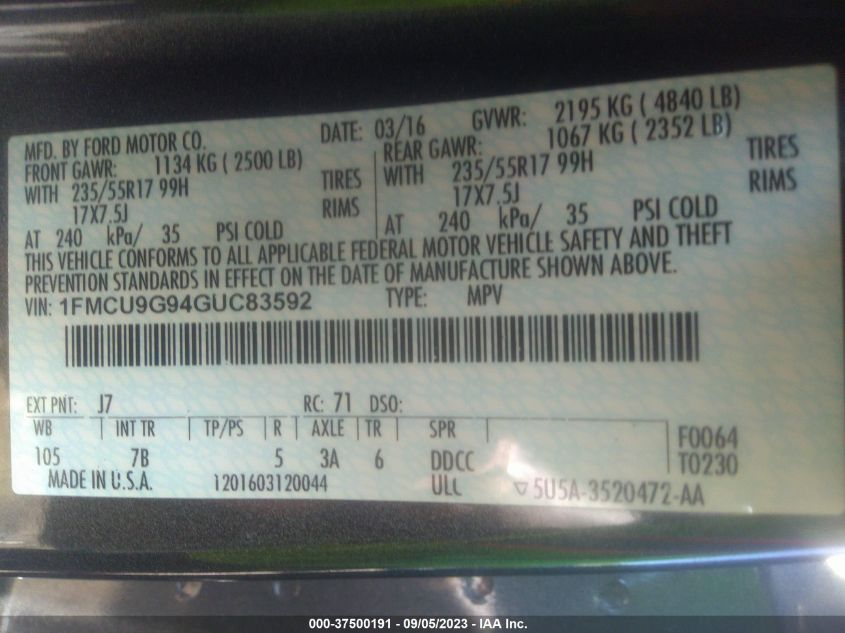 MFD. BY FORD MOTOR CO. DATE: 03/16 GVWR: 2195 KG ( 4840 LB)
FRONT GAWR: 1134 KG ( 2500 LB) REAR GAWR: 1067 KG ( 2352 LB)
WITH 235/55R17 99H TIRES WITH 235/55R17 99H TIRES
17X7.5J RIMS 17X7.5J RIMS
AT 240 kPa/ 35 PSI COLD AT 240 kPa/ 35 PSI COLD
THIS VEHICLE CONFORMS TO ALL APPLICABLE FEDERAL MOTOR VEHICLE SAFETY AND THEFT
PREVENTION STANDARDS IN EFFECT ON THE DATE OF MANUFACTURE SHOWN ABOVE.
VIN: 1FMCU9G94GUC83592 TYPE: MPV
EXT PNT: J7 RC: 71 DSO:
WB INT TR TP/PS R AXLE TR SPR F0064
105 7B 5 3A 6 DDCC T0230
MADE IN U.S.A. 1201603120044 ULL 5U5A-3520472-AA
000-37500191 - 09/05/2023 - IAA Inc.